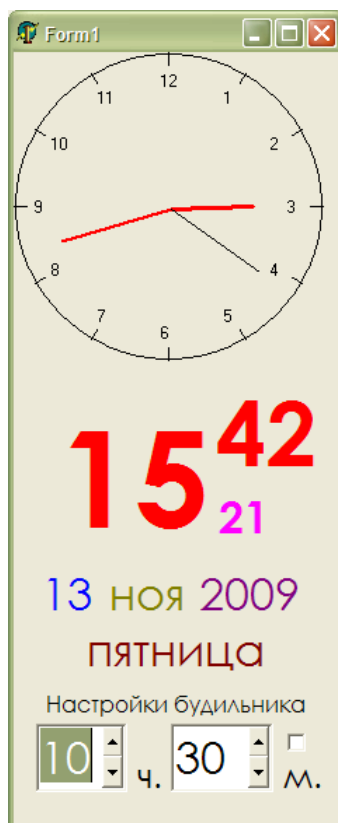 Form1
12
11 1
10 2
9 3
8 4
7 5
6
15 42
21
13 ноя 2009
пятница
Настройки будильника
10 ч. 30 м.